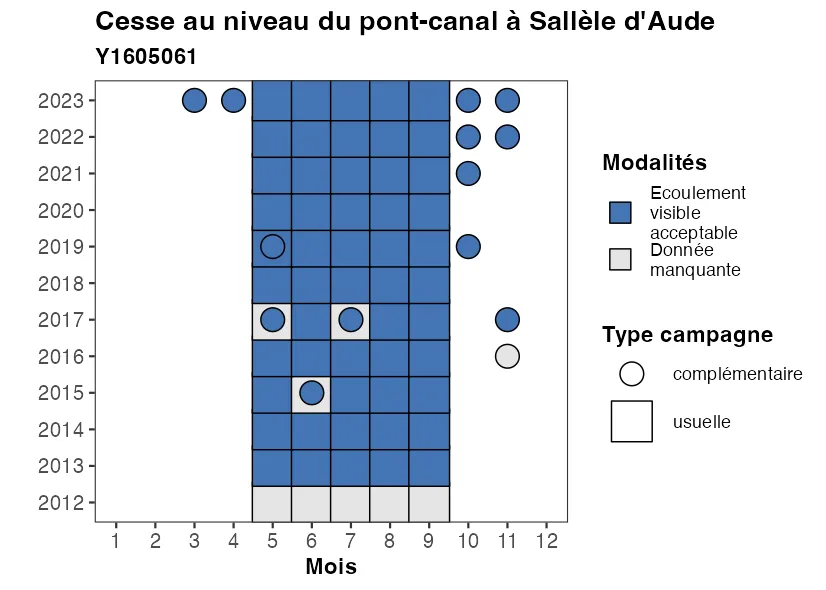 Cesse au niveau du pont-canal à Sallèle d'Aude
Y1605061
2023
2022
2021
2020
2019
2018
2017
2016
2015
2014
2013
2012
1 2 3 4 5 6 7 8 9 10 11 12
Mois
Modalités
Ecoulement
visible
acceptable
Donnée
manquante
Type campagne
complémentaire
usuelle